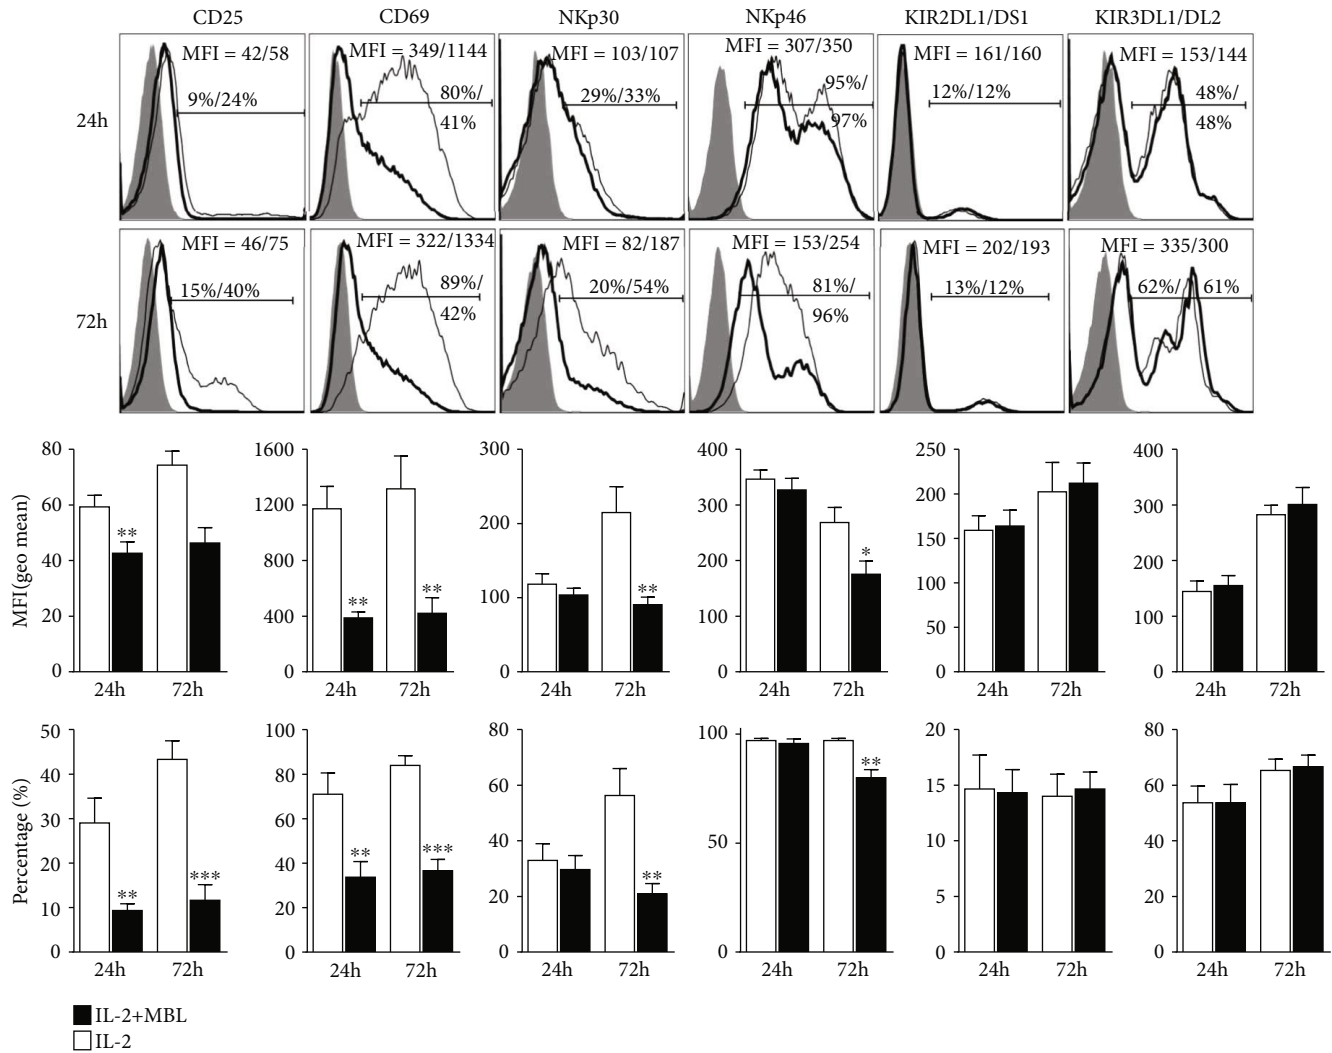 CD25 CD69 NKp30 NKp46 KIR2DL1/DS1 KIR3DL1/DL2
24h
MFI = 42/58
9%/24%
MFI = 349/1144
80%/
41%
MFI = 103/107
29%/33%
MFI = 307/350
95%/
97%
MFI = 161/160
12%/12%
MFI = 153/144
48%/
48%
72h
MFI = 46/75
15%/40%
MFI = 322/1334
89%/
42%
MFI = 82/187
20%/54%
MFI = 153/254
81%/
96%
MFI = 202/193
13%/12%
MFI = 335/300
62%/ 61%
MFI(geo mean)
80
60
40
20
0
**
24h 72h
1600
1200
800
400
0
** **
24h 72h
300
200
100
0
**
24h 72h
400
300
200
100
0
*
24h 72h
250
200
150
100
50
0
24h 72h
400
300
200
100
0
24h 72h
Percentage (%)
50
40
30
20
10
0
** ***
24h 72h
100
80
60
40
20
0
** ***
24h 72h
80
60
40
20
0
**
24h 72h
100
50
0
**
24h 72h
20
15
10
5
0
24h 72h
80
60
40
20
0
24h 72h
IL-2+MBL
IL-2